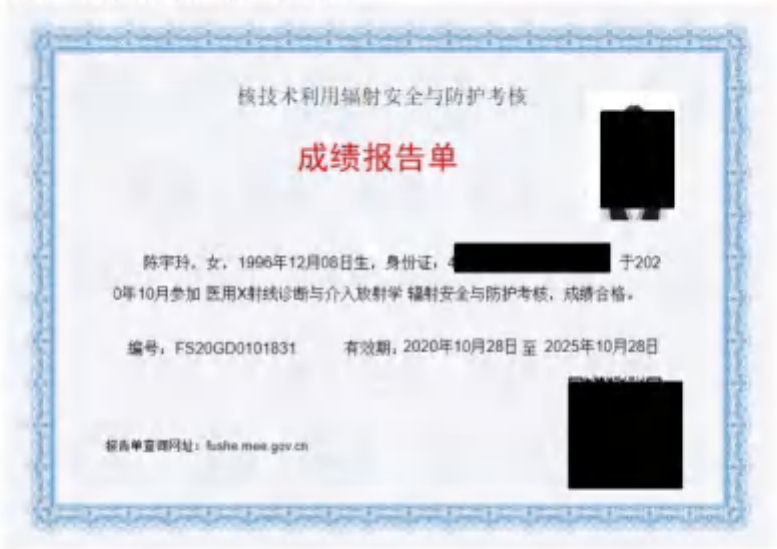 核技术利用辐射安全与防护考核
成绩报告单
陈宇玲，女，1996年12月08日生，身份证：4 于202
0年10月参加 医用X射线诊断与介入放射学 辐射安全与防护考核，成绩合格。
编号：FS20GD0101831 有效期：2020年10月28日 至 2025年10月28日
报告单查询网址：fushe.mee.gov.cn